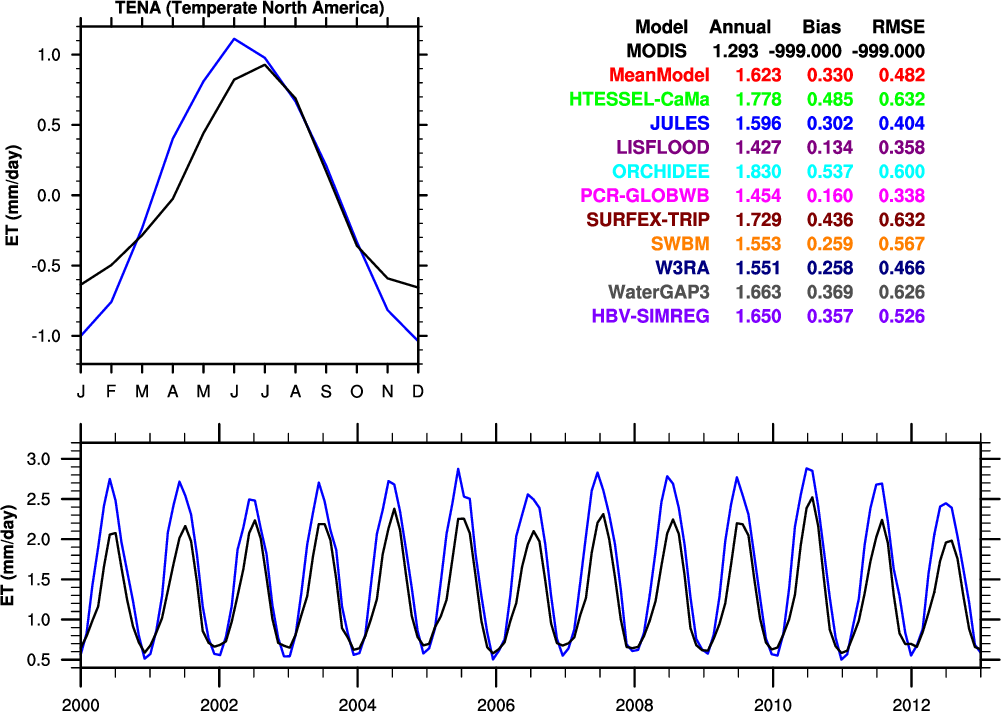 TENA (Temperate North America)
1.0
0.5
0.0
-0.5
-1.0
ET (mm/day)
J F M A M J J A S O N D
Model Annual Bias RMSE
MODIS 1.293 -999.000 -999.000
MeanModel 1.623 0.330 0.482
HTESSEL-CaMa 1.778 0.485 0.632
JULES 1.596 0.302 0.404
LISFLOOD 1.427 0.134 0.358
ORCHIDEE 1.830 0.537 0.600
PCR-GLOBWB 1.454 0.160 0.338
SURFEX-TRIP 1.729 0.436 0.632
SWBM 1.553 0.259 0.567
W3RA 1.551 0.258 0.466
WaterGAP3 1.663 0.369 0.626
HBV-SIMREG 1.650 0.357 0.526
3.0
2.5
2.0
1.5
1.0
0.5
ET (mm/day)
2000 2002 2004 2006 2008 2010 2012